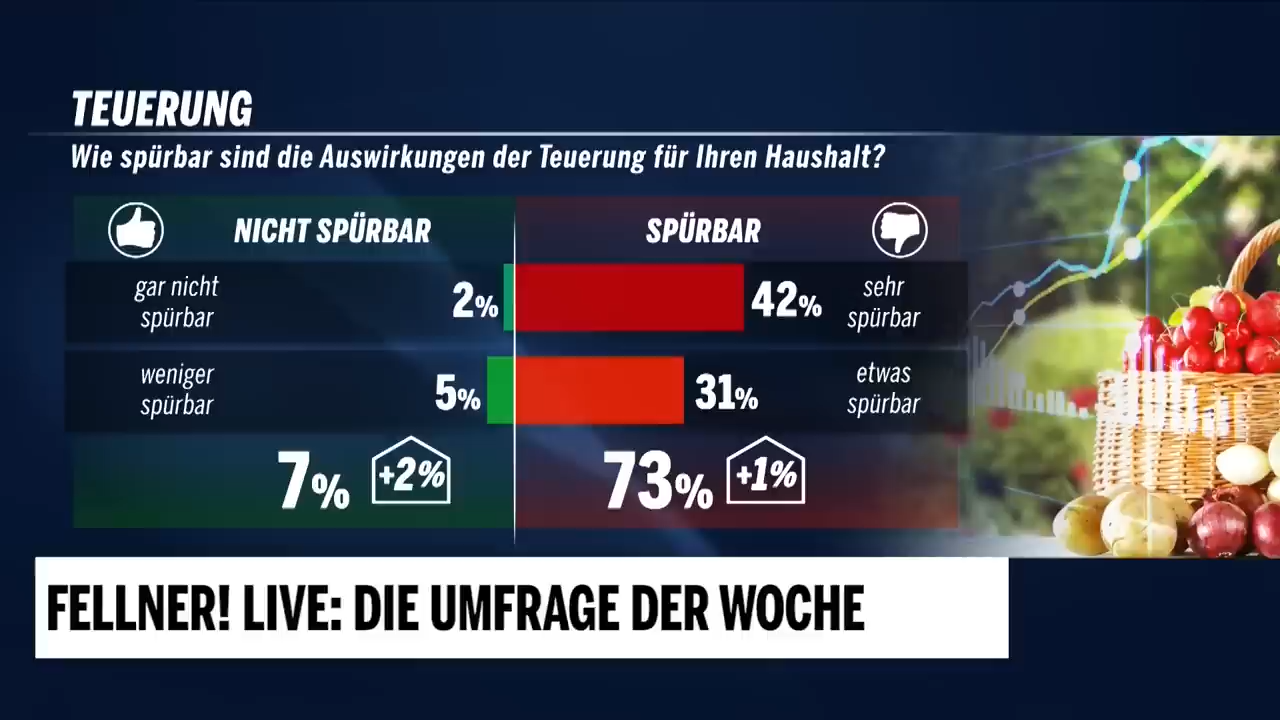 TEUERUNG
Wie spürbar sind die Auswirkungen der Teuerung für Ihren Haushalt?
NICHT SPÜRBAR
SPÜRBAR
gar nicht
spürbar
2%
42%
sehr
spürbar
weniger
spürbar
5%
31%
etwas
spürbar
7%
+2%
73%
+1%
FELLNER! LIVE: DIE UMFRAGE DER WOCHE